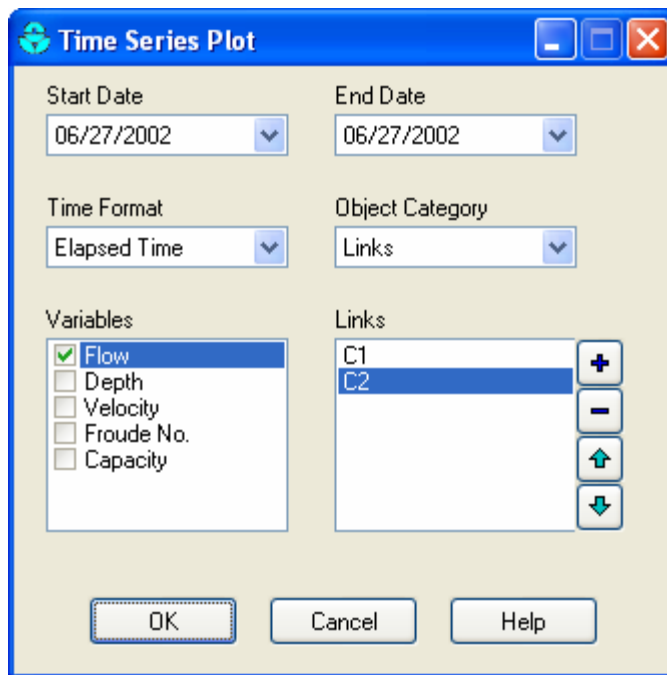 Time Series Plot
Start Date
End Date
06/27/2002
06/27/2002
Time Format
Object Category
Elapsed Time
Links
Variables
Links
Flow
Depth
Velocity
Froude No.
Capacity
C1
C2
OK
Cancel
Help